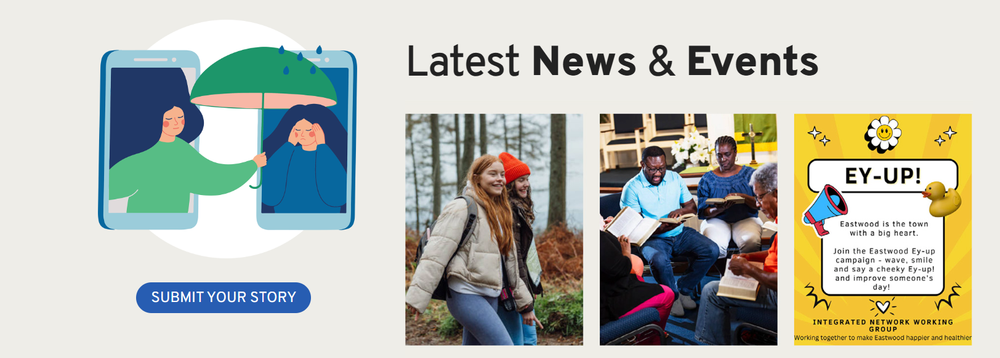 Latest News & Events
SUBMIT YOUR STORY
EY-UP!
Eastwood is the town
with a big heart.
Join the Eastwood Ey-up
campaign - wave, smile
and say a cheeky Ey-up!
and improve someone's
day!
INTEGRATED NETWORK WORKING
GROUP
Working together to make Eastwood happier and healthier